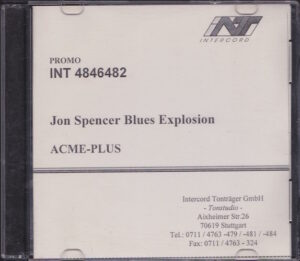 INT
INTERCORD
PROMO
INT 4846482
Jon Spencer Blues Explosion
ACME-PLUS
Intercord Tonträger GmbH
- Tonstudio -
Aixheimer Str.26
70619 Stuttgart
Tel.: 0711 / 4763 -479 / -481 / -484
Fax: 0711 / 4763 - 324